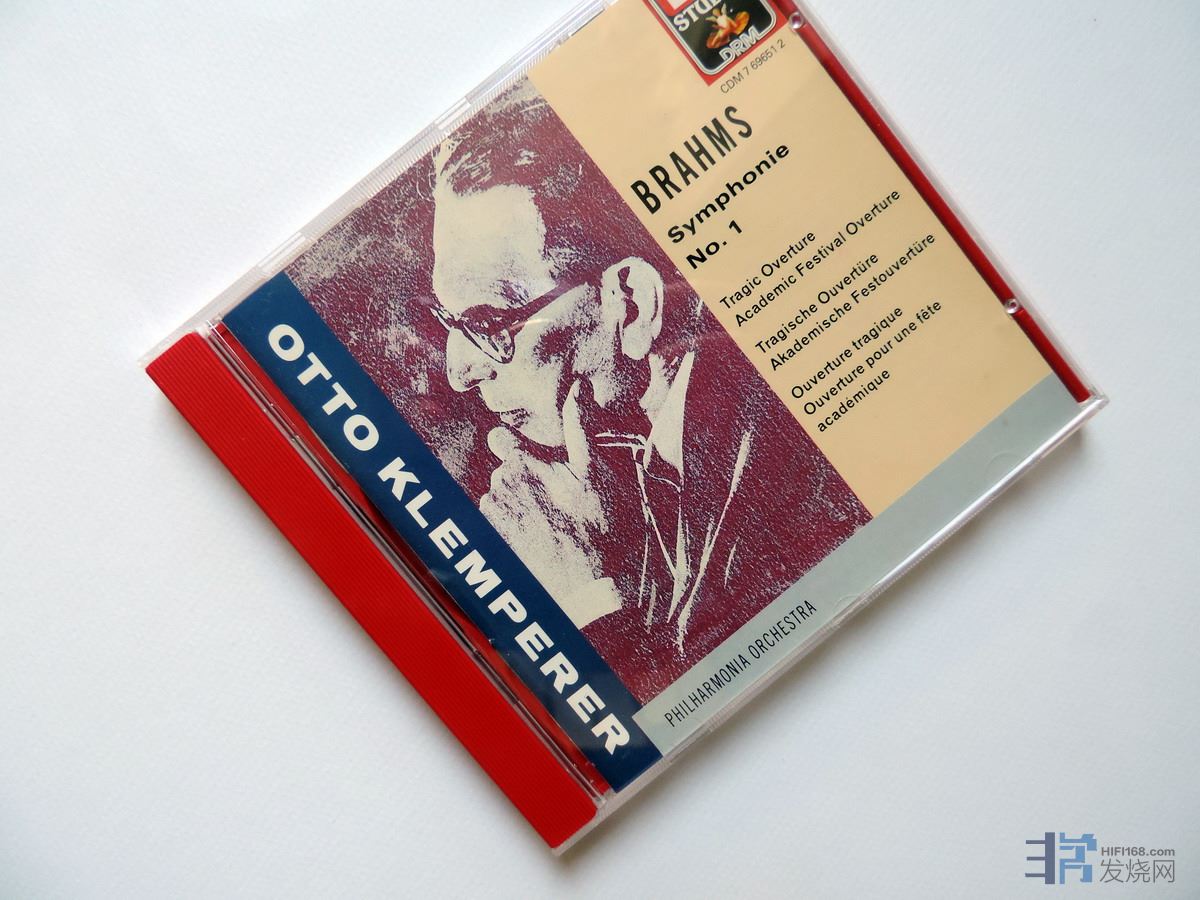 STUDIO
DRM
CDM 7 69651 2
BRAHMS
Symphonie
No. 1
Tragic Overture
Academic Festival Overture
Tragische Ouvertüre
Akademische Festouvertüre
Ouverture tragique
Ouverture pour une fête
académique
OTTO KLEMPERER
PHILHARMONIA ORCHESTRA
HIFI168.com
发烧网